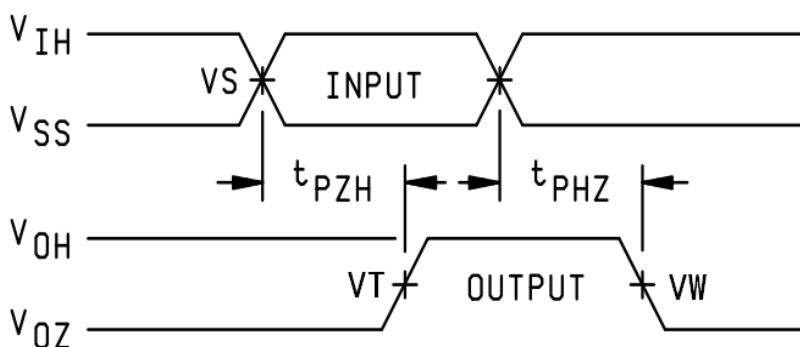 VIH
VS INPUT
VSS
tPZH tPHZ
VOH
VT OUTPUT VW
VOZ